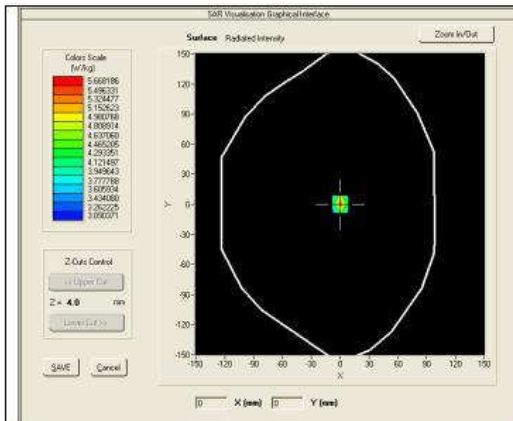 SAR Visualisation Graphical Interface
Surface Radiated Intensity
Zoom In/Out
Colors Scale
(W/kg)
5.668186
5.496331
5.324477
5.152623
4.980768
4.808914
4.637060
4.465205
4.293351
4.121497
3.949643
3.777788
3.605934
3.434080
3.262225
3.090371
Z-Cuts Control
<< Upper Cut
Z = 4.0 mm
Lower Cut >>
SAVE Cancel
Y
150
120
90
60
30
0
-30
-60
-90
-120
-150
-150 -120 -90 -60 -30 0 30 60 90 120 150
X
0 X (mm) 0 Y (mm)